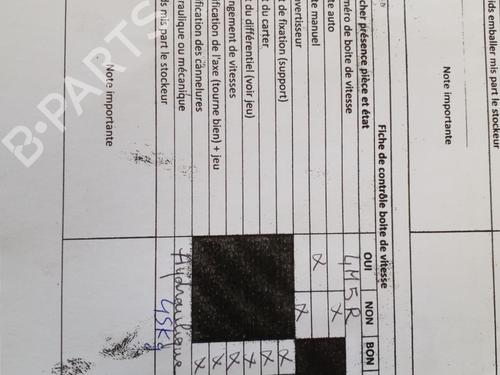 Fiche de contrôle boite de vitesse
cher présence pièce et état OUI NON BON
méro de boite de vitesse 4M5R
te auto X
te manuel X
vertisseur X
t de fixation (support) X
t du carter X
t du différentiel (voir jeu) X
ngement de vitesses X
ification de l'axe (tourne bien) + jeu X
ification des cannelures X
raulique ou mécanique Hydraulique
ds mis part le stockeur 45Kg
Note importante
ids emballer mis part le stockeur
Note importante
B-PARTS